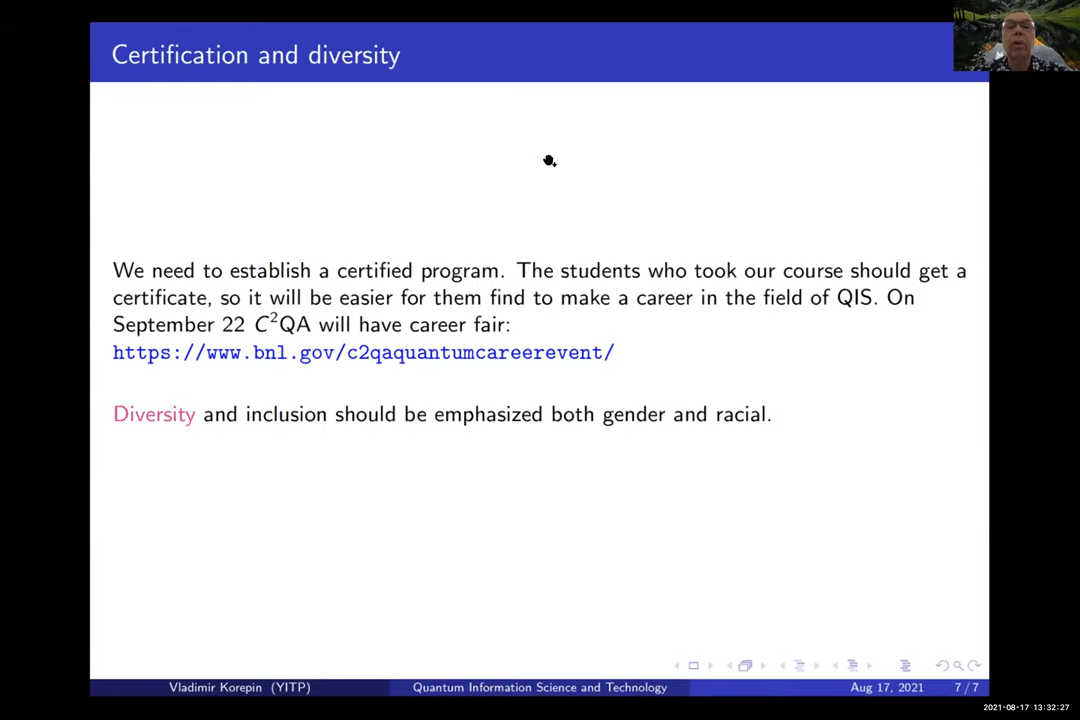 Certification and diversity
We need to establish a certified program. The students who took our course should get a
certificate, so it will be easier for them find to make a career in the field of QIS. On
September 22 C²QA will have career fair:
https://www.bnl.gov/c2qaquantumcareerevent/
Diversity and inclusion should be emphasized both gender and racial.
Vladimir Korepin (YITP) Quantum Information Science and Technology Aug 17, 2021 7 / 7
2021-08-17 13:32:27